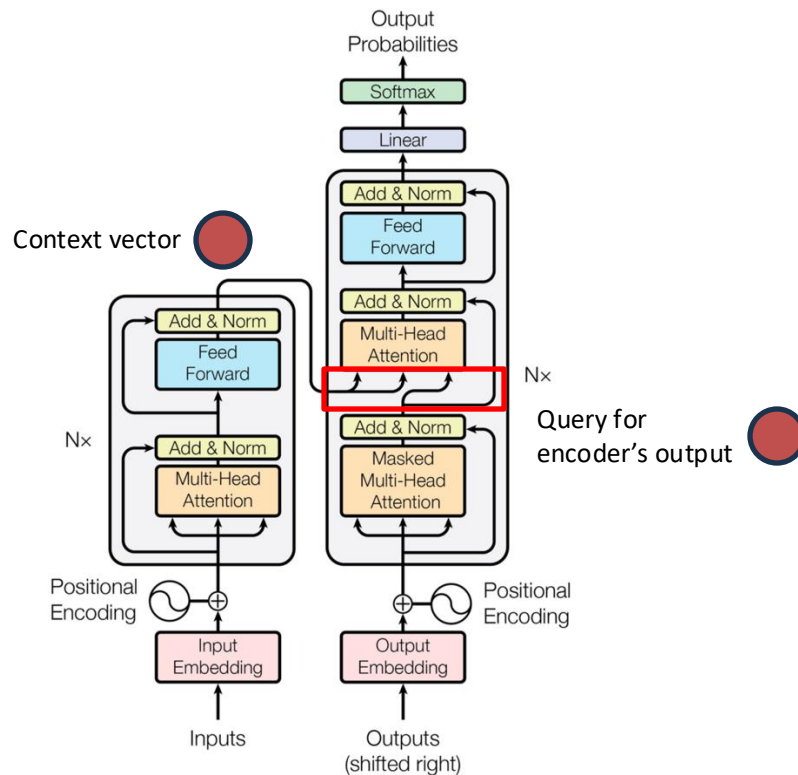 Output
Probabilities
Softmax
Linear
Add & Norm
Feed
Forward
Add & Norm
Multi-Head
Attention
Nx
Add & Norm
Masked
Multi-Head
Attention
Positional
Encoding
Output
Embedding
Outputs
(shifted right)
Context vector
Add & Norm
Feed
Forward
Nx
Add & Norm
Multi-Head
Attention
Positional
Encoding
Input
Embedding
Inputs
Query for
encoder’s output